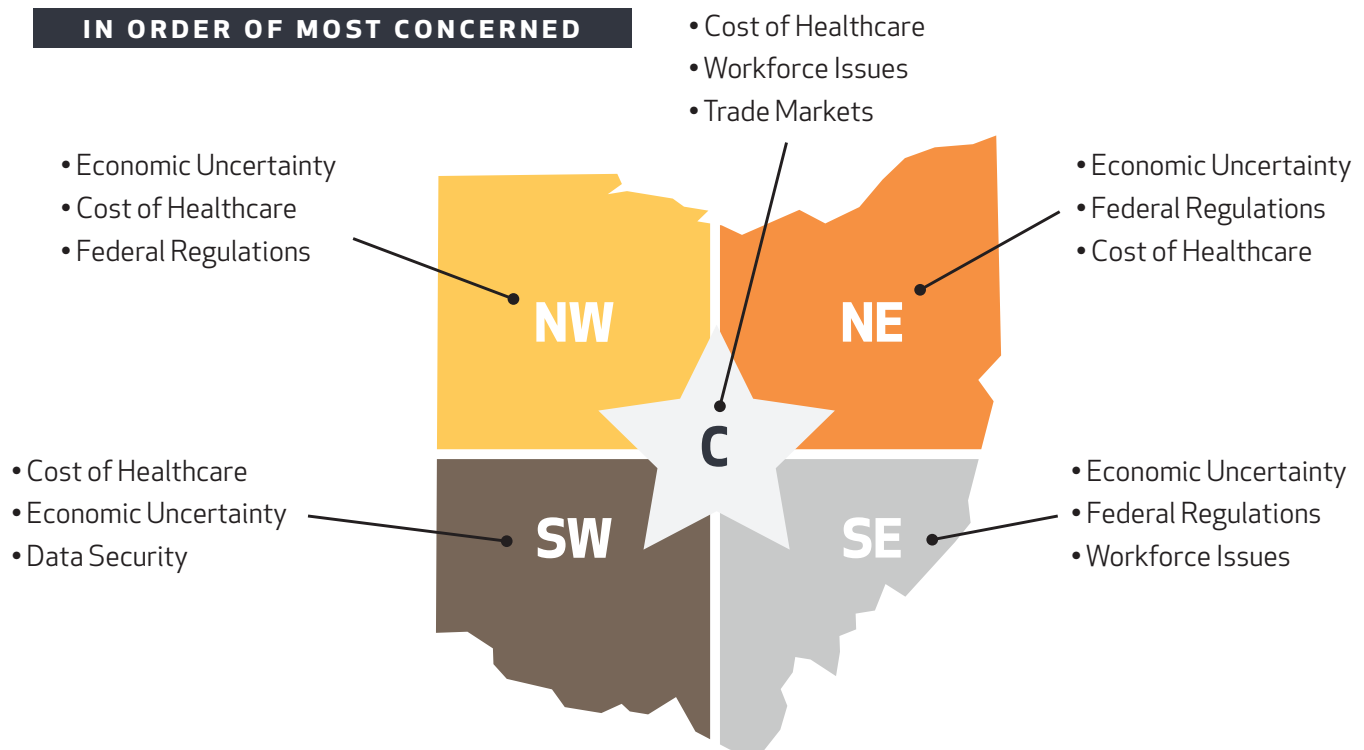 IN ORDER OF MOST CONCERNED
• Cost of Healthcare
• Workforce Issues
• Trade Markets
• Economic Uncertainty
• Cost of Healthcare
• Federal Regulations
• Economic Uncertainty
• Federal Regulations
• Cost of Healthcare
NW
NE
C
• Cost of Healthcare
• Economic Uncertainty
• Data Security
SW
SE
• Economic Uncertainty
• Federal Regulations
• Workforce Issues